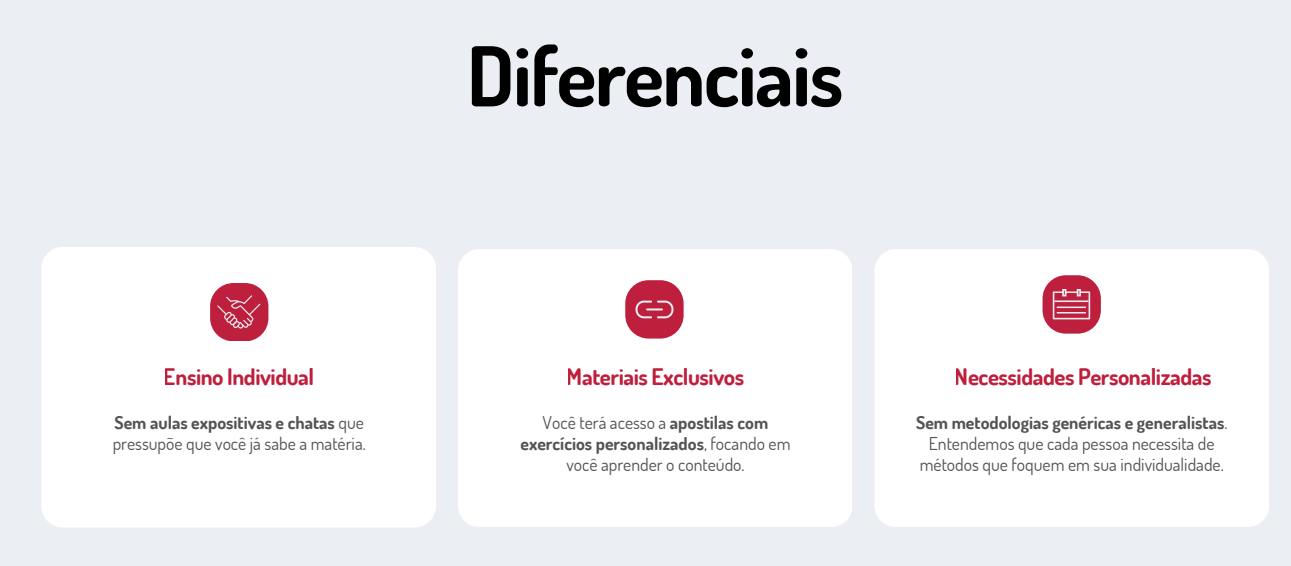 Diferenciais
Ensino Individual
Sem aulas expositivas e chatas que
pressupõe que você já sabe a matéria.
Materiais Exclusivos
Você terá acesso a apostilas com
exercícios personalizados, focando em
você aprender o conteúdo.
Necessidades Personalizadas
Sem metodologias genéricas e generalistas.
Entendemos que cada pessoa necessita de
métodos que foquem em sua individualidade.